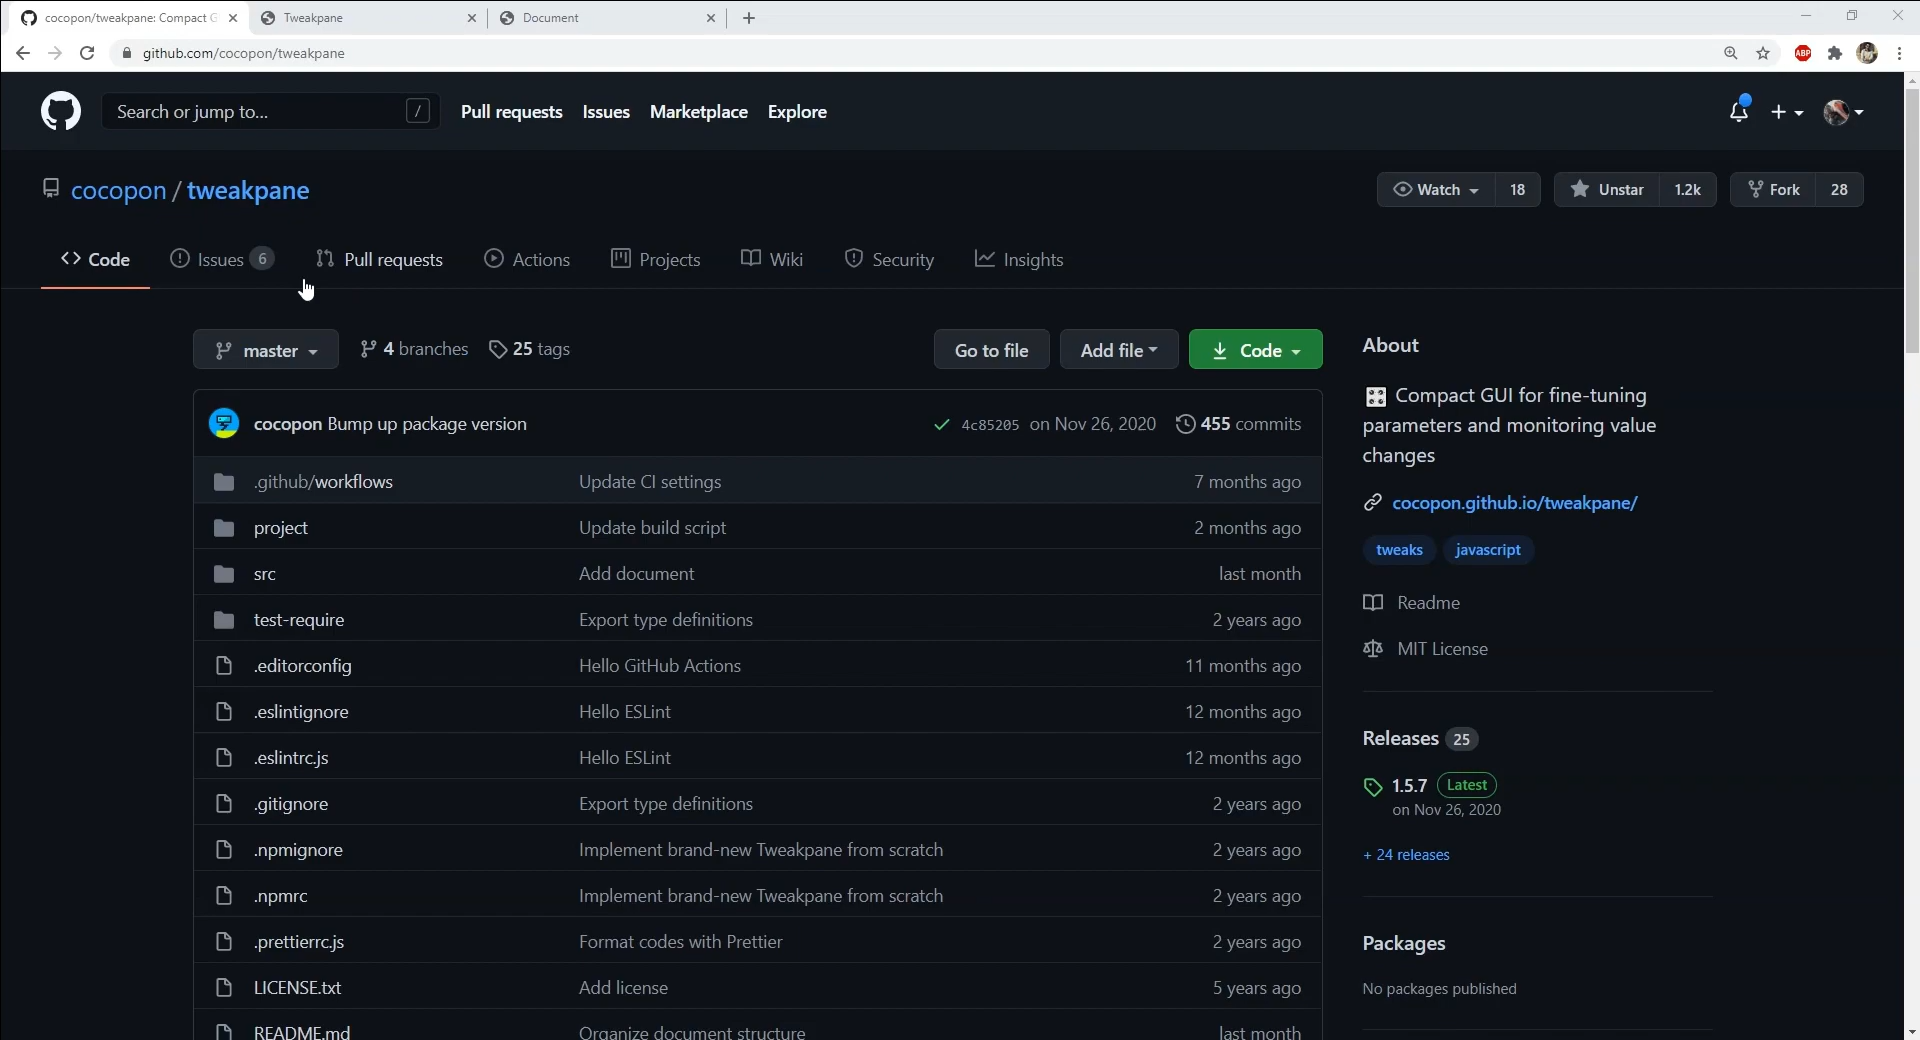 cocopon/tweakpane: Compact G
Tweakpane
Document
github.com/cocopon/tweakpane
ABP
Search or jump to...
/
Pull requests
Issues
Marketplace
Explore
cocopon / tweakpane
Watch
18
Unstar
1.2k
Fork
28
<> Code
Issues 6
Pull requests
Actions
Projects
Wiki
Security
Insights
master
4 branches
25 tags
Go to file
Add file
Code
cocopon Bump up package version
4c85205 on Nov 26, 2020
455 commits
.github/workflows
Update CI settings
7 months ago
project
Update build script
2 months ago
src
Add document
last month
test-require
Export type definitions
2 years ago
.editorconfig
Hello GitHub Actions
11 months ago
.eslintignore
Hello ESLint
12 months ago
.eslintrc.js
Hello ESLint
12 months ago
.gitignore
Export type definitions
2 years ago
.npmignore
Implement brand-new Tweakpane from scratch
2 years ago
.npmrc
Implement brand-new Tweakpane from scratch
2 years ago
.prettierrc.js
Format codes with Prettier
2 years ago
LICENSE.txt
Add license
5 years ago
README.md
Organize document structure
last month
About
Compact GUI for fine-tuning
parameters and monitoring value
changes
cocopon.github.io/tweakpane/
tweaks
javascript
Readme
MIT License
Releases 25
1.5.7 Latest
on Nov 26, 2020
+ 24 releases
Packages
No packages published